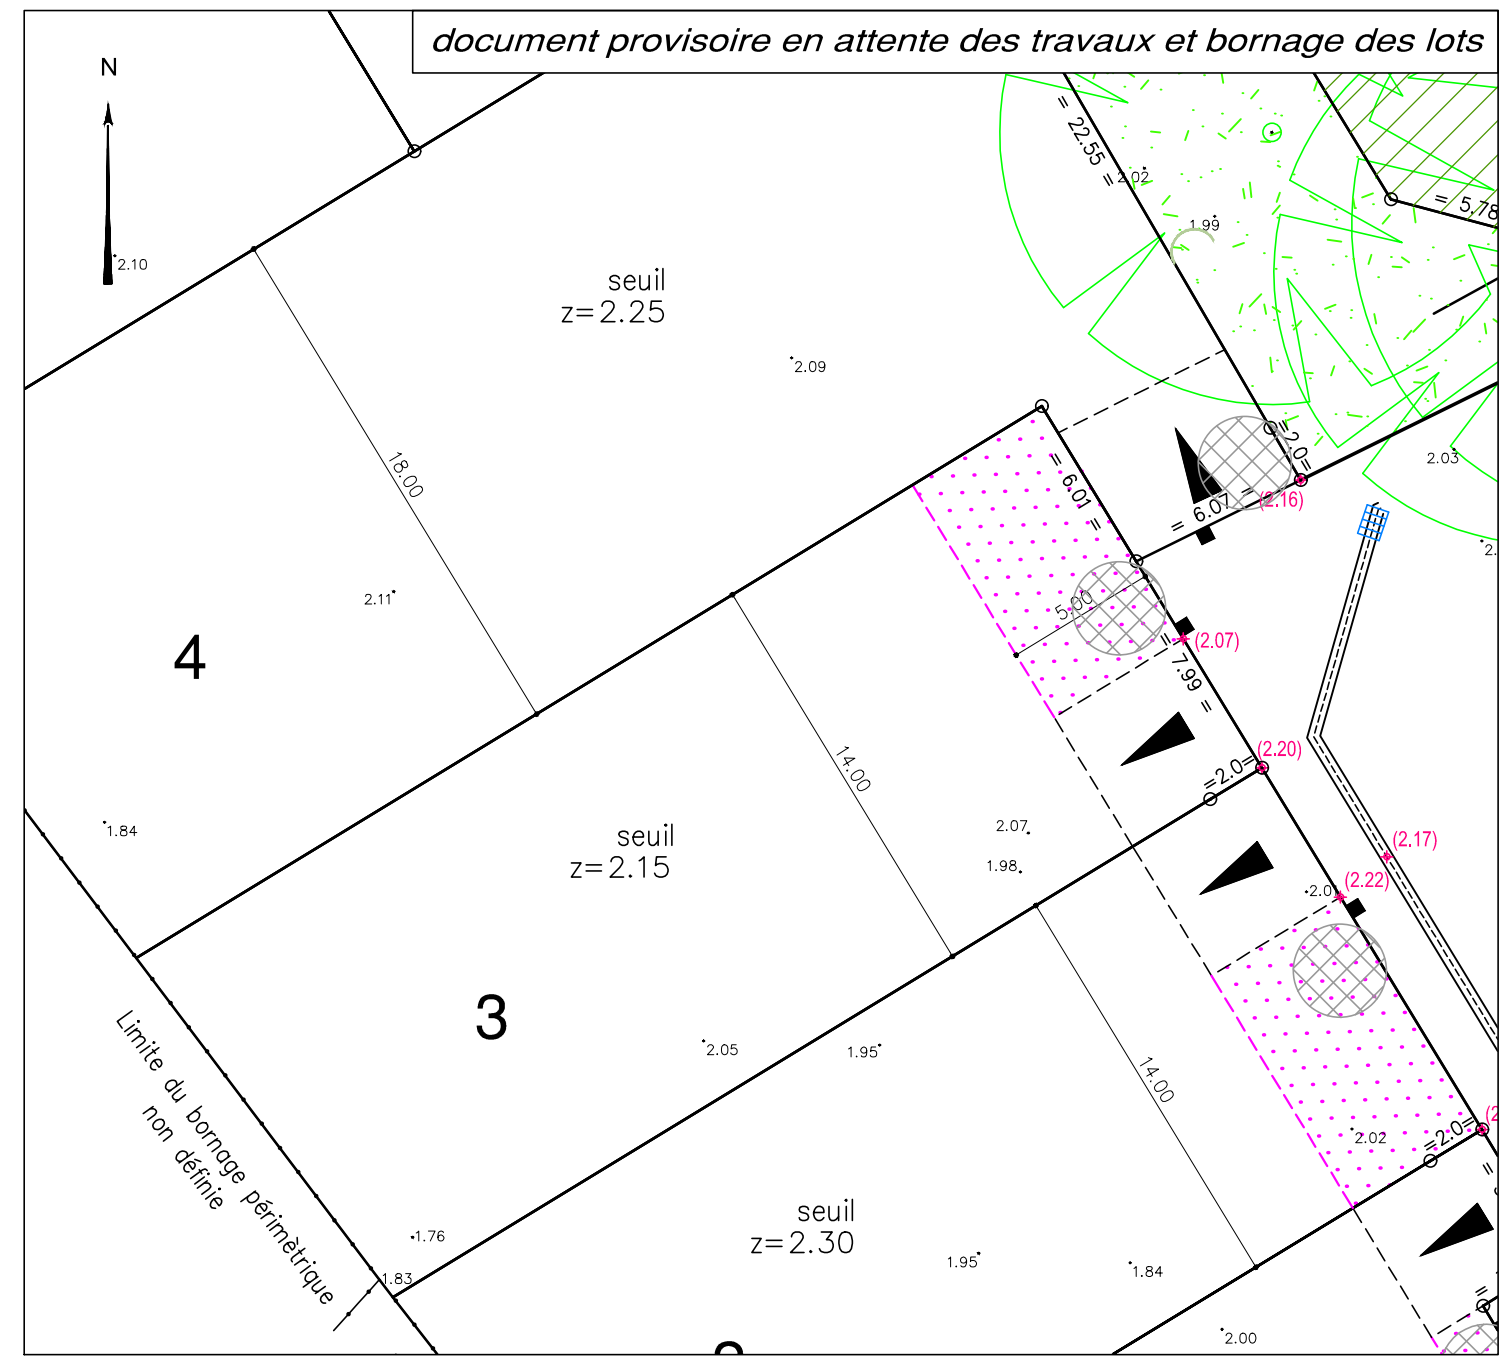 document provisoire en attente des travaux et bornage des lots
N
= 22.55 =
2.02
1.99
= 5.78
2.10
seuil
z=2.25
2.09
18.00
=2.0=
2.03
= 6.01 =
= 6.07 =
(2.16)
2.11
5.00
4
(2.07)
= 7.99 =
(2.20)
14.00
=2.0=
1.84
2.07
seuil
z=2.15
(2.17)
1.98
(2.22)
3
2.05
1.95
14.00
Limite du bornage périmètrique
non définie
2.02
=2.0=
seuil
z=2.30
1.76
1.95
1.84
1.83
2.00